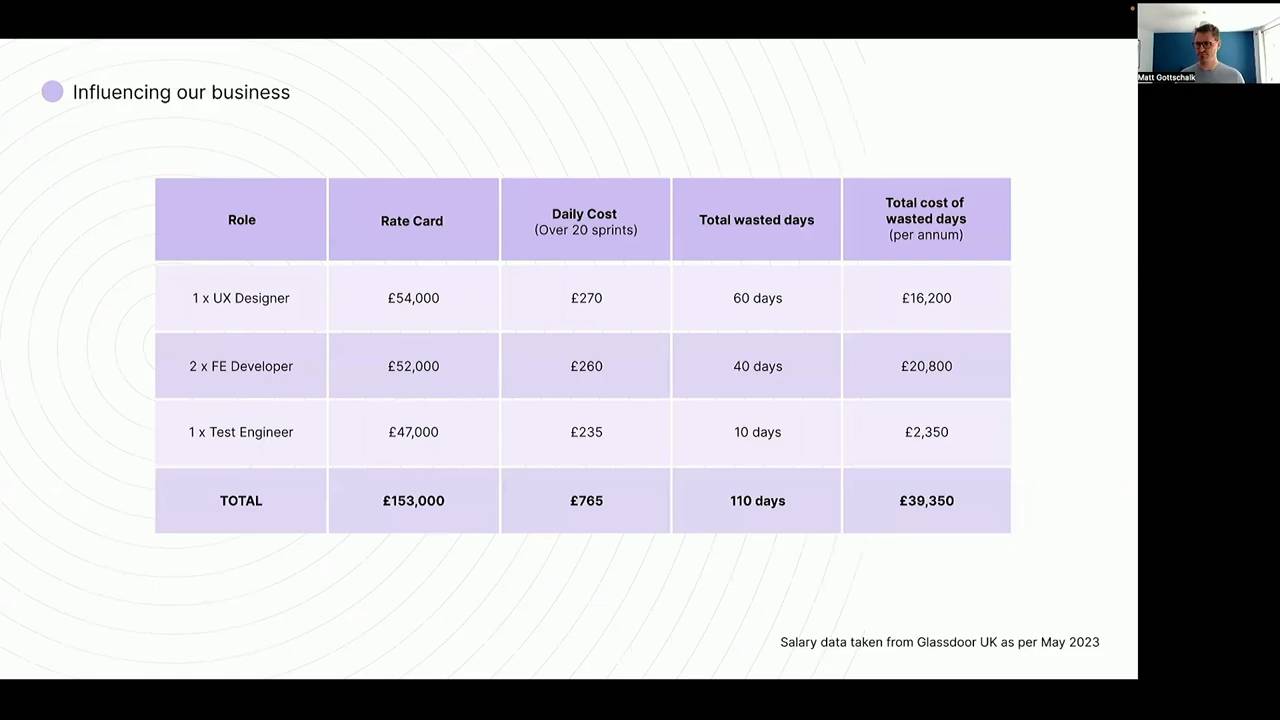 Matt Gottschalk
Influencing our business
Role
Rate Card
Daily Cost
(Over 20 sprints)
Total wasted days
Total cost of
wasted days
(per annum)
1 x UX Designer
£54,000
£270
60 days
£16,200
2 x FE Developer
£52,000
£260
40 days
£20,800
1 x Test Engineer
£47,000
£235
10 days
£2,350
TOTAL
£153,000
£765
110 days
£39,350
Salary data taken from Glassdoor UK as per May 2023